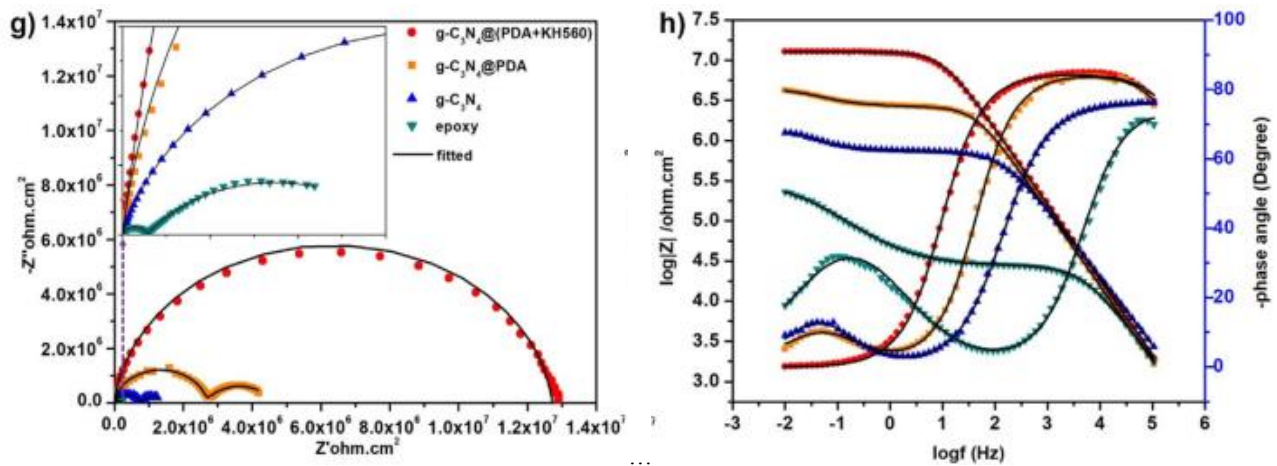 g)
1.4x10⁷
1.2x10⁷
1.0x10⁷
8.0x10⁶
6.0x10⁶
4.0x10⁶
2.0x10⁶
0.0
-Z''ohm.cm²
g-C₃N₄@(PDA+KH560)
g-C₃N₄@PDA
g-C₃N₄
epoxy
fitted
0.0 2.0x10⁶ 4.0x10⁶ 6.0x10⁶ 8.0x10⁶ 1.0x10⁷ 1.2x10⁷ 1.4x10⁷
Z'ohm.cm²
h)
7.5
7.0
6.5
6.0
5.5
5.0
4.5
4.0
3.5
3.0
log|Z| /ohm.cm²
-100
80
60
40
20
10
0
-phase angle (Degree)
-3 -2 -1 0 1 2 3 4 5 6
logf (Hz)
...